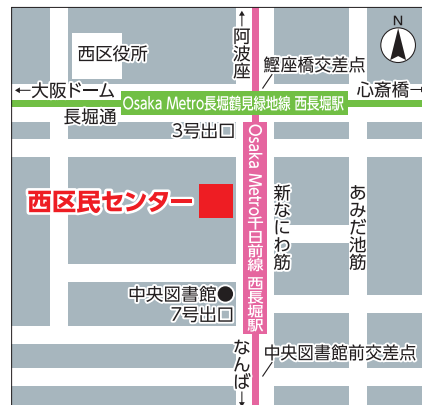 N
↑阿波座
西区役所
鰹座橋交差点
←大阪ドーム
心斎橋→
Osaka Metro長堀鶴見緑地線 西長堀駅
長堀通
3号出口
Osaka Metro千日前線 西長堀駅
西区民センター
新なにわ筋
あみだ池筋
中央図書館●
7号出口
なんば→
中央図書館前交差点